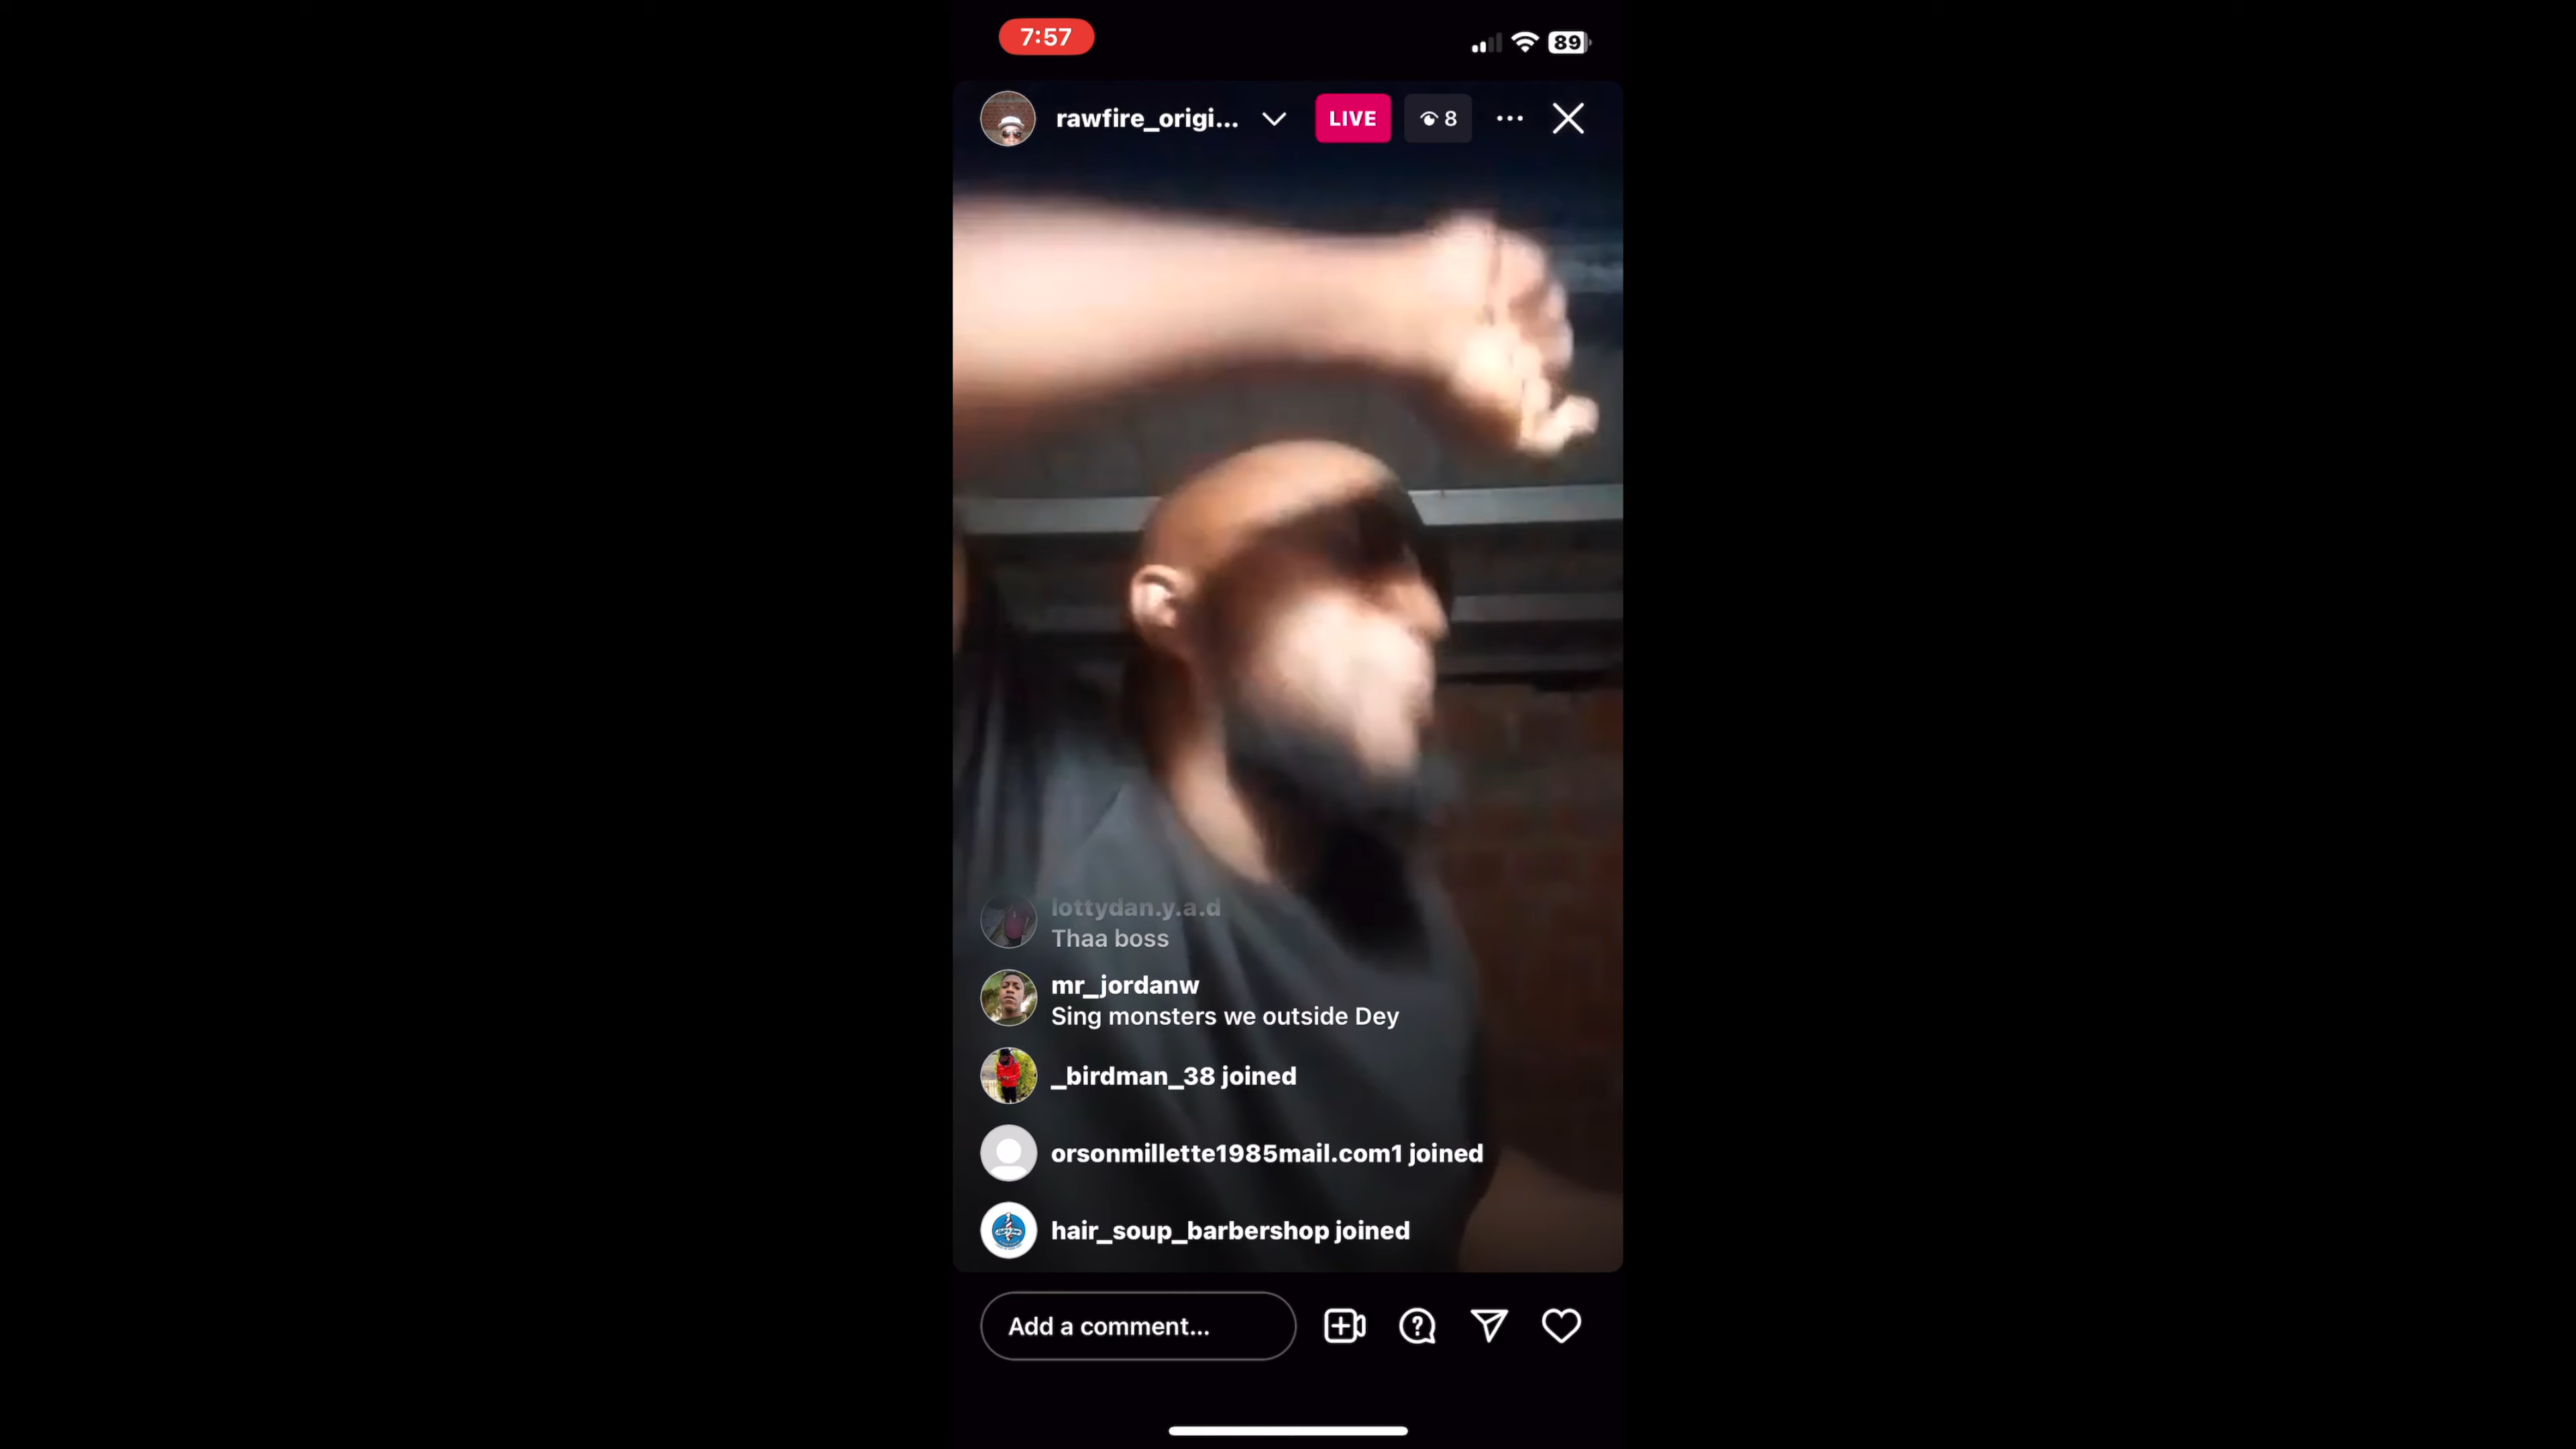 7:57
89
rawfire_origi...
LIVE
8
lottydan.y.a.d
Thaa boss
mr_jordanw
Sing monsters we outside Dey
_birdman_38 joined
orsonmillette1985mail.com1 joined
hair_soup_barbershop joined
Add a comment...